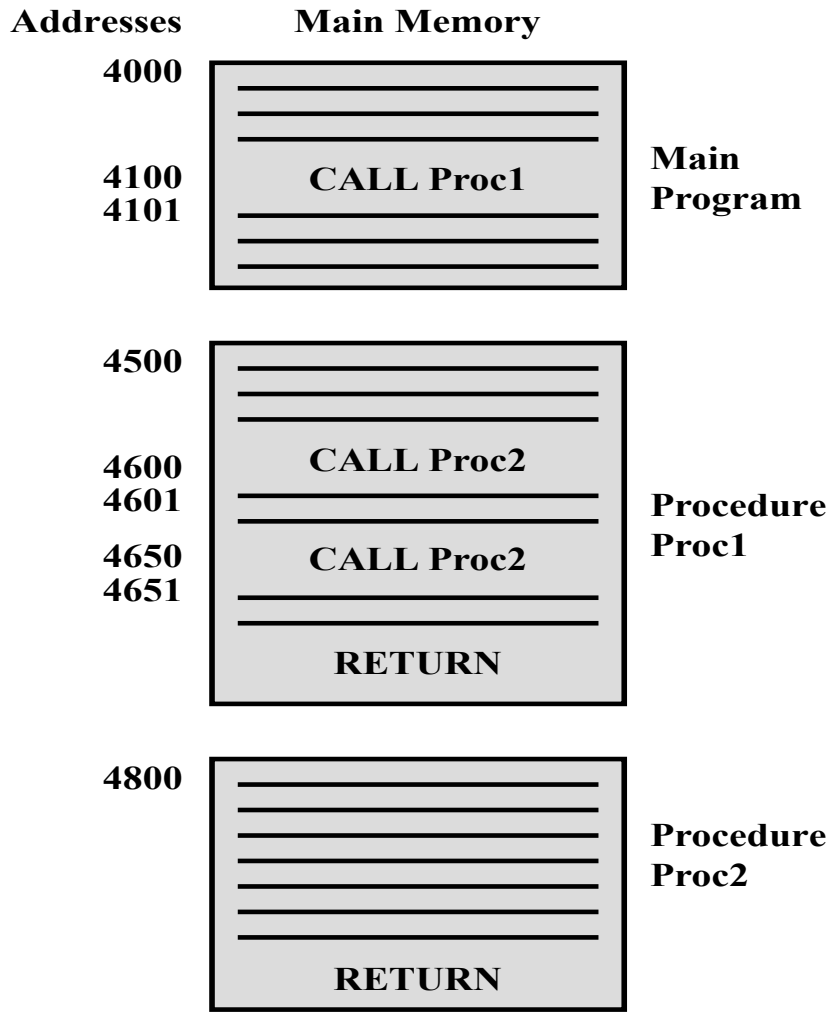 Addresses Main Memory
4000
4100 CALL Proc1
4101
Main
Program
4500
4600 CALL Proc2
4601
4650 CALL Proc2
4651
RETURN
Procedure
Proc1
4800
RETURN
Procedure
Proc2